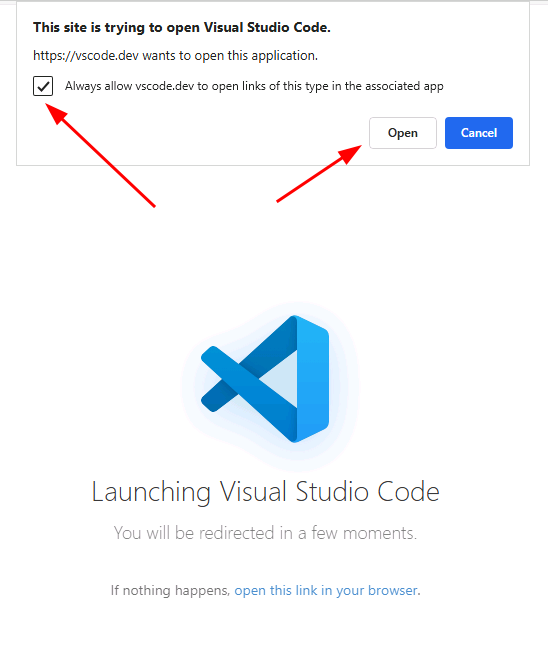 This site is trying to open Visual Studio Code.
https://vscode.dev wants to open this application.
Always allow vscode.dev to open links of this type in the associated app
Open Cancel
Launching Visual Studio Code
You will be redirected in a few moments.
If nothing happens, open this link in your browser.